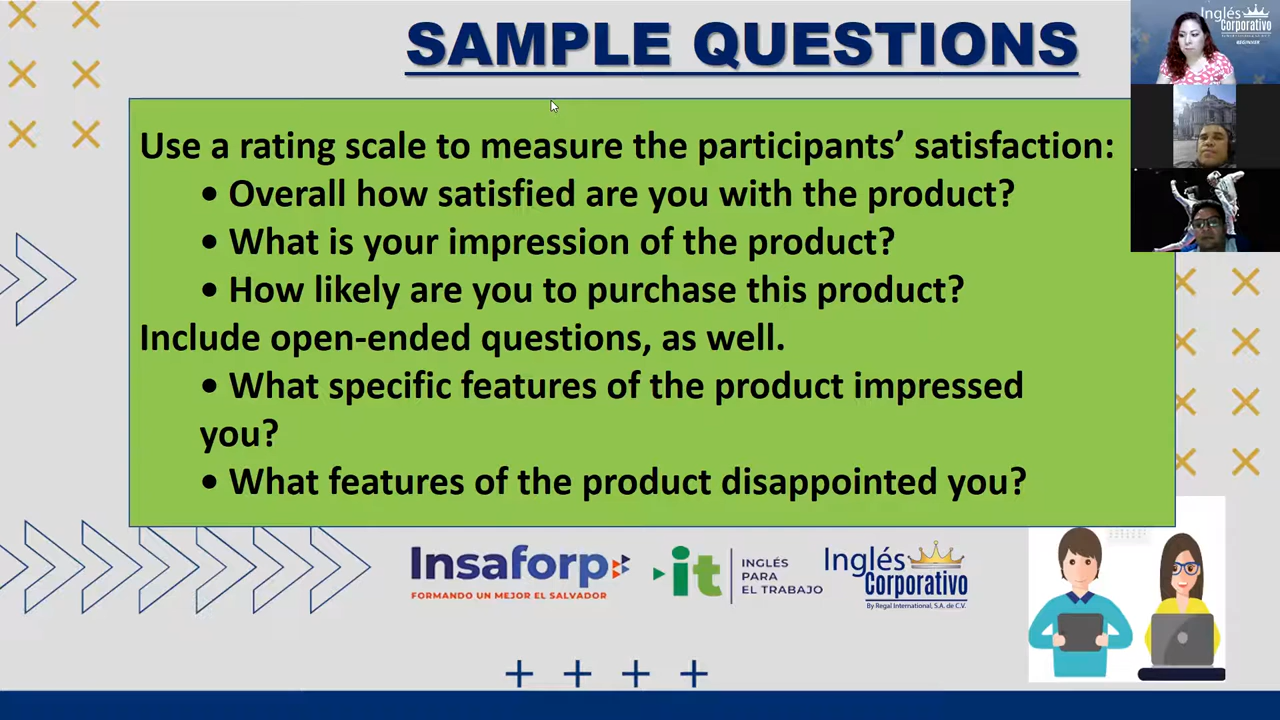 SAMPLE QUESTIONS
Use a rating scale to measure the participants’ satisfaction:
• Overall how satisfied are you with the product?
• What is your impression of the product?
• How likely are you to purchase this product?
Include open-ended questions, as well.
• What specific features of the product impressed
you?
• What features of the product disappointed you?
Inglés
Corporativo
BEGINNER
Insaforp
FORMANDO UN MEJOR EL SALVADOR
it
INGLÉS
PARA
EL TRABAJO
Inglés
Corporativo
By Regal International, S.A. de C.V.